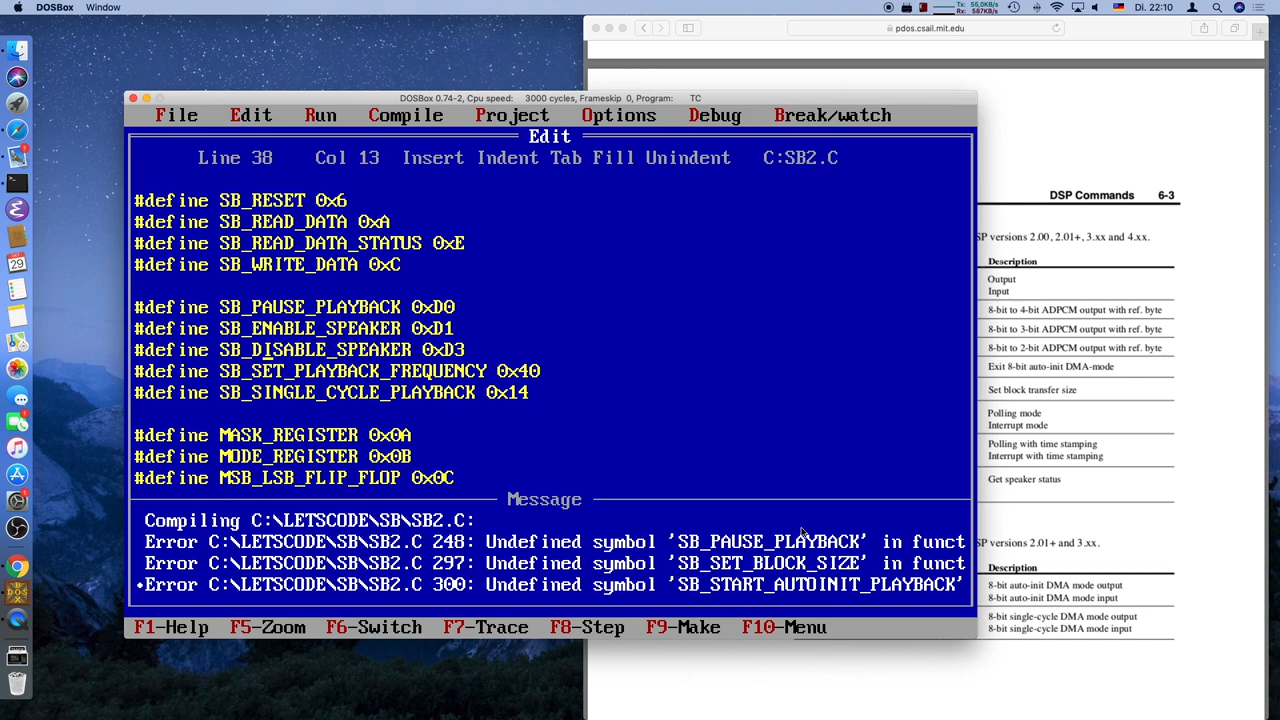 DOSBox Window
Tx: 55,0KB/s
Rx: 587KB/s
Di. 22:10
pdos.csail.mit.edu
DOSBox 0.74-2, Cpu speed: 3000 cycles, Frameskip 0, Program: TC
File Edit Run Compile Project Options Debug Break/watch
Edit
Line 38 Col 13 Insert Indent Tab Fill Unindent C:SB2.C
#define SB_RESET 0x6
#define SB_READ_DATA 0xA
#define SB_READ_DATA_STATUS 0xE
#define SB_WRITE_DATA 0xC
#define SB_PAUSE_PLAYBACK 0xD0
#define SB_ENABLE_SPEAKER 0xD1
#define SB_DISABLE_SPEAKER 0xD3
#define SB_SET_PLAYBACK_FREQUENCY 0x40
#define SB_SINGLE_CYCLE_PLAYBACK 0x14
#define MASK_REGISTER 0x0A
#define MODE_REGISTER 0x0B
#define MSB_LSB_FLIP_FLOP 0x0C
Message
Compiling C:\LETSCODE\SB\SB2.C:
Error C:\LETSCODE\SB\SB2.C 248: Undefined symbol 'SB_PAUSE_PLAYBACK' in funct
Error C:\LETSCODE\SB\SB2.C 297: Undefined symbol 'SB_SET_BLOCK_SIZE' in funct
•Error C:\LETSCODE\SB\SB2.C 300: Undefined symbol 'SB_START_AUTOINIT_PLAYBACK'
F1-Help F5-Zoom F6-Switch F7-Trace F8-Step F9-Make F10-Menu
DSP Commands 6-3
SP versions 2.00, 2.01+, 3.xx and 4.xx.
Description
Output
Input
8-bit to 4-bit ADPCM output with ref. byte
8-bit to 3-bit ADPCM output with ref. byte
8-bit to 2-bit ADPCM output with ref. byte
Exit 8-bit auto-init DMA-mode
Set block transfer size
Polling mode
Interrupt mode
Polling with time stamping
Interrupt with time stamping
Get speaker status
SP versions 2.01+ and 3.xx.
Description
8-bit auto-init DMA mode output
8-bit auto-init DMA mode input
8-bit single-cycle DMA mode output
8-bit single-cycle DMA mode input